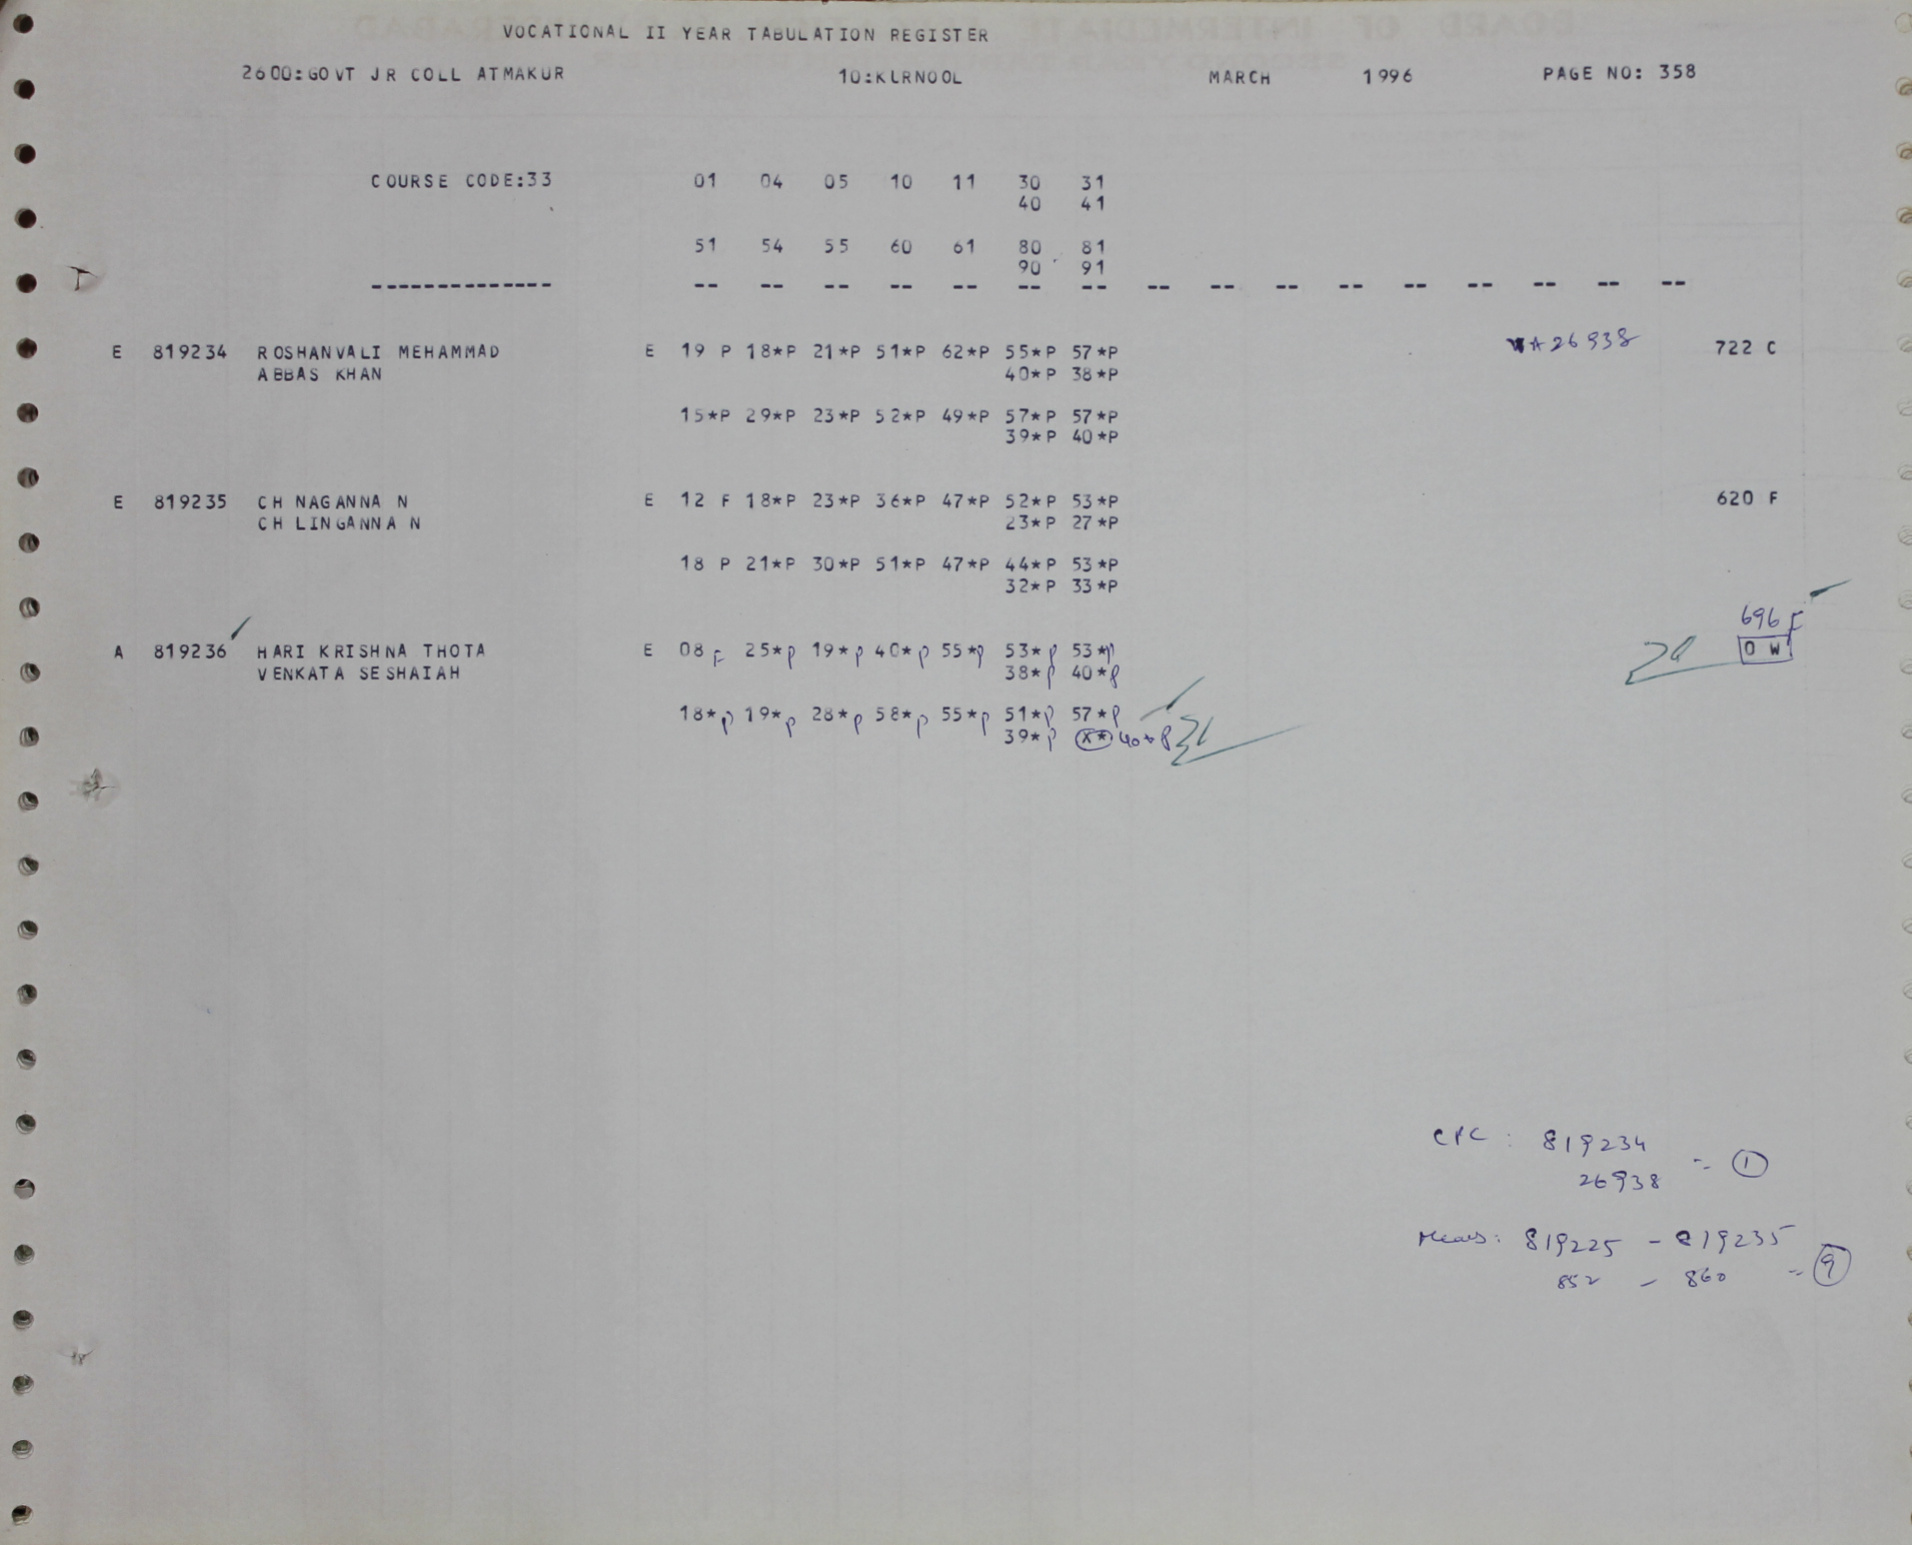 VOCATIONAL II YEAR TABULATION REGISTER
2600:GOVT JR COLL ATMAKUR 10:KURNOOL MARCH 1996 PAGE NO: 358
COURSE CODE:33 01 04 05 10 11 30 31
40 41
51 54 55 60 61 80 81
90 91
-------------- -- -- -- -- -- -- -- -- -- -- -- -- -- -- -- --
E 819234 ROSHANVALI MEHAMMAD E 19 P 18*P 21*P 51*P 62*P 55*P 57*P A 26938 722 C
ABBAS KHAN 40*P 38*P
15*P 29*P 23*P 52*P 49*P 57*P 57*P
39*P 40*P
E 819235 CH NAGANNA N E 12 F 18*P 23*P 36*P 47*P 52*P 53*P 620 F
CH LINGANNA N 23*P 27*P
18 P 21*P 30*P 51*P 47*P 44*P 53*P
32*P 33*P
696 F
A 819236 HARI KRISHNA THOTA E 08 F 25*P 19*P 40*P 55*P 53*P 53*P 0 W
VENKATA SESHAIAH 38*P 40*P
18*P 19*P 28*P 58*P 55*P 51*P 57*P
39*P X* 40*P
CPC : 819234
26938 = 1
819225 - 819235
852 - 860 = 9